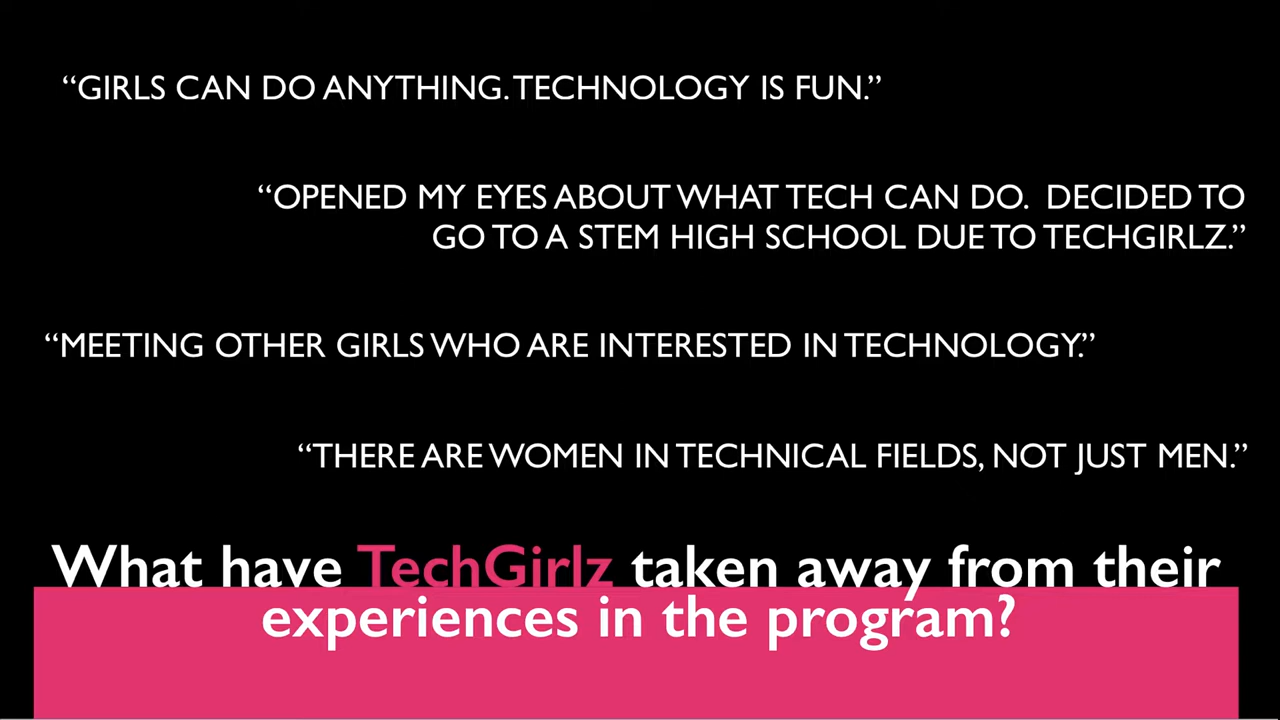 “GIRLS CAN DO ANYTHING. TECHNOLOGY IS FUN.”
“OPENED MY EYES ABOUT WHAT TECH CAN DO.  DECIDED TO
GO TO A STEM HIGH SCHOOL DUE TO TECHGIRLZ.”
“MEETING OTHER GIRLS WHO ARE INTERESTED IN TECHNOLOGY.”
“THERE ARE WOMEN IN TECHNICAL FIELDS, NOT JUST MEN.”
What have TechGirlz taken away from their
experiences in the program?